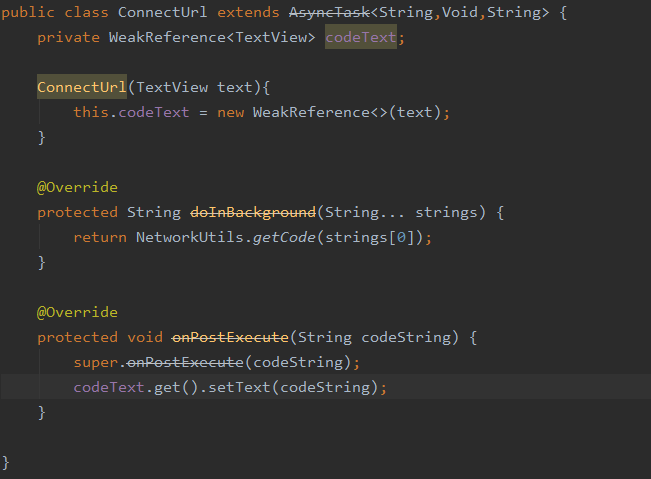 public class ConnectUrl extends AsyncTask<String,Void,String> {
    private WeakReference<TextView> codeText;
    ConnectUrl(TextView text){
        this.codeText = new WeakReference<>(text);
    }
    @Override
    protected String doInBackground(String... strings) {
        return NetworkUtils.getCode(strings[0]);
    }
    @Override
    protected void onPostExecute(String codeString) {
        super.onPostExecute(codeString);
        codeText.get().setText(codeString);
    }
}